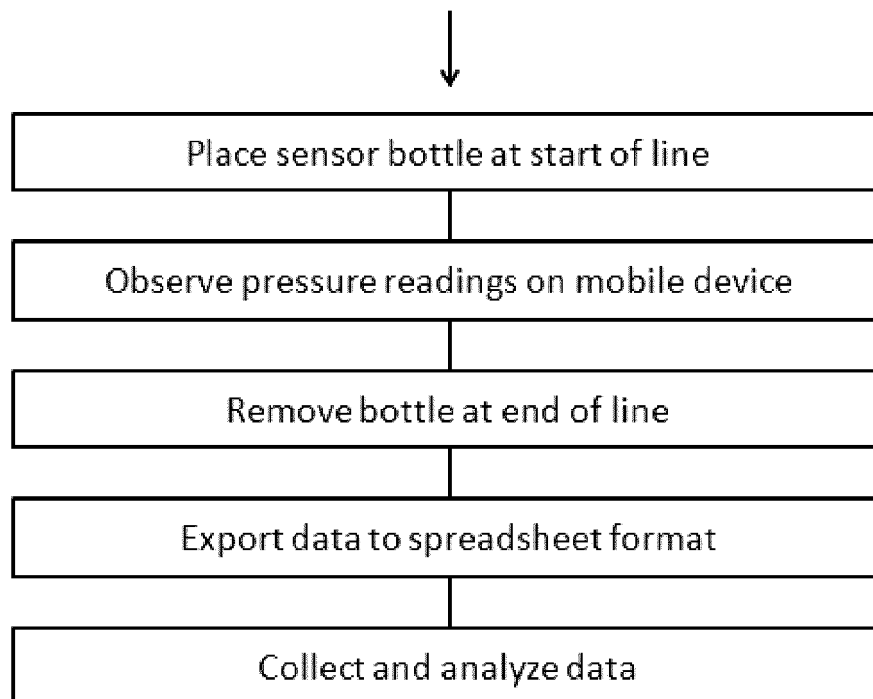 Place sensor bottle at start of line
Observe pressure readings on mobile device
Remove bottle at end of line
Export data to spreadsheet format
Collect and analyze data